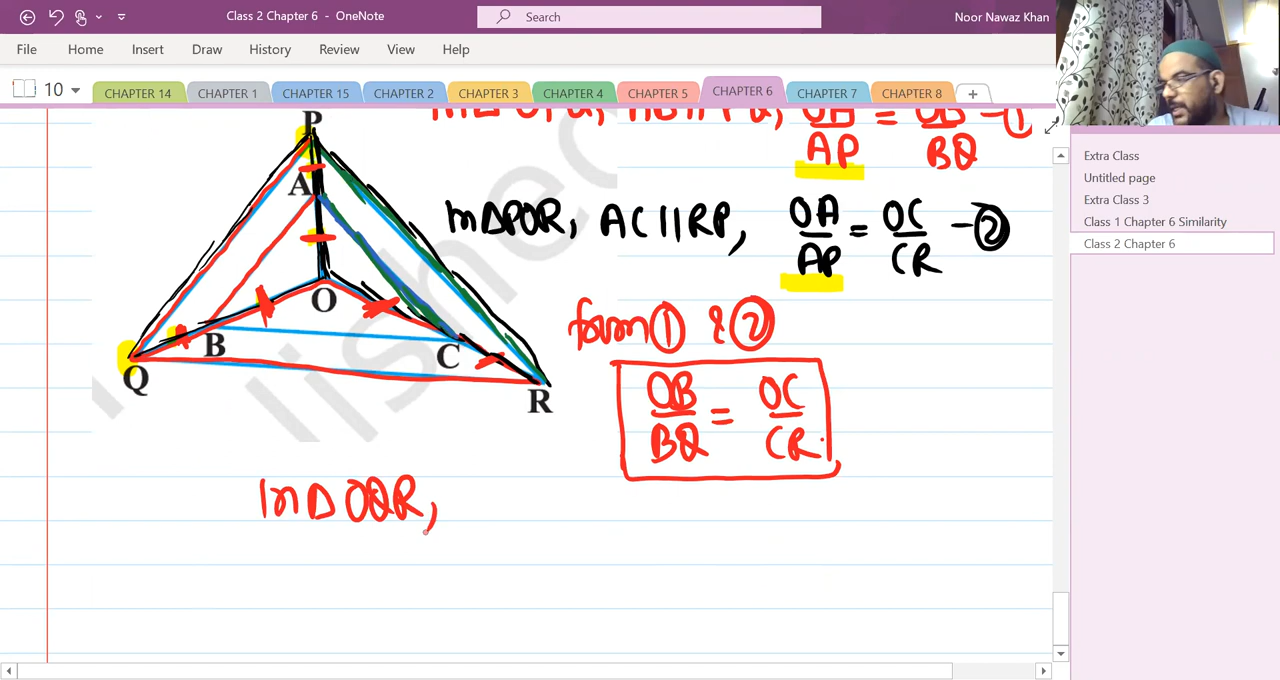 Class 2 Chapter 6 - OneNote
Search
Noor Nawaz Khan
File Home Insert Draw History Review View Help
10
CHAPTER 14 CHAPTER 1 CHAPTER 15 CHAPTER 2 CHAPTER 3 CHAPTER 4 CHAPTER 5 CHAPTER 6 CHAPTER 7 CHAPTER 8 +
Extra Class
Untitled page
Extra Class 3
Class 1 Chapter 6 Similarity
Class 2 Chapter 6
OA/AP = OB/BQ - ①
In ΔPOR, AC || RP, OA/AP = OC/CR - ②
from ① & ②
OB/BQ = OC/CR
In Δ OQR,
P
A
O
B
C
Q
R
lishe